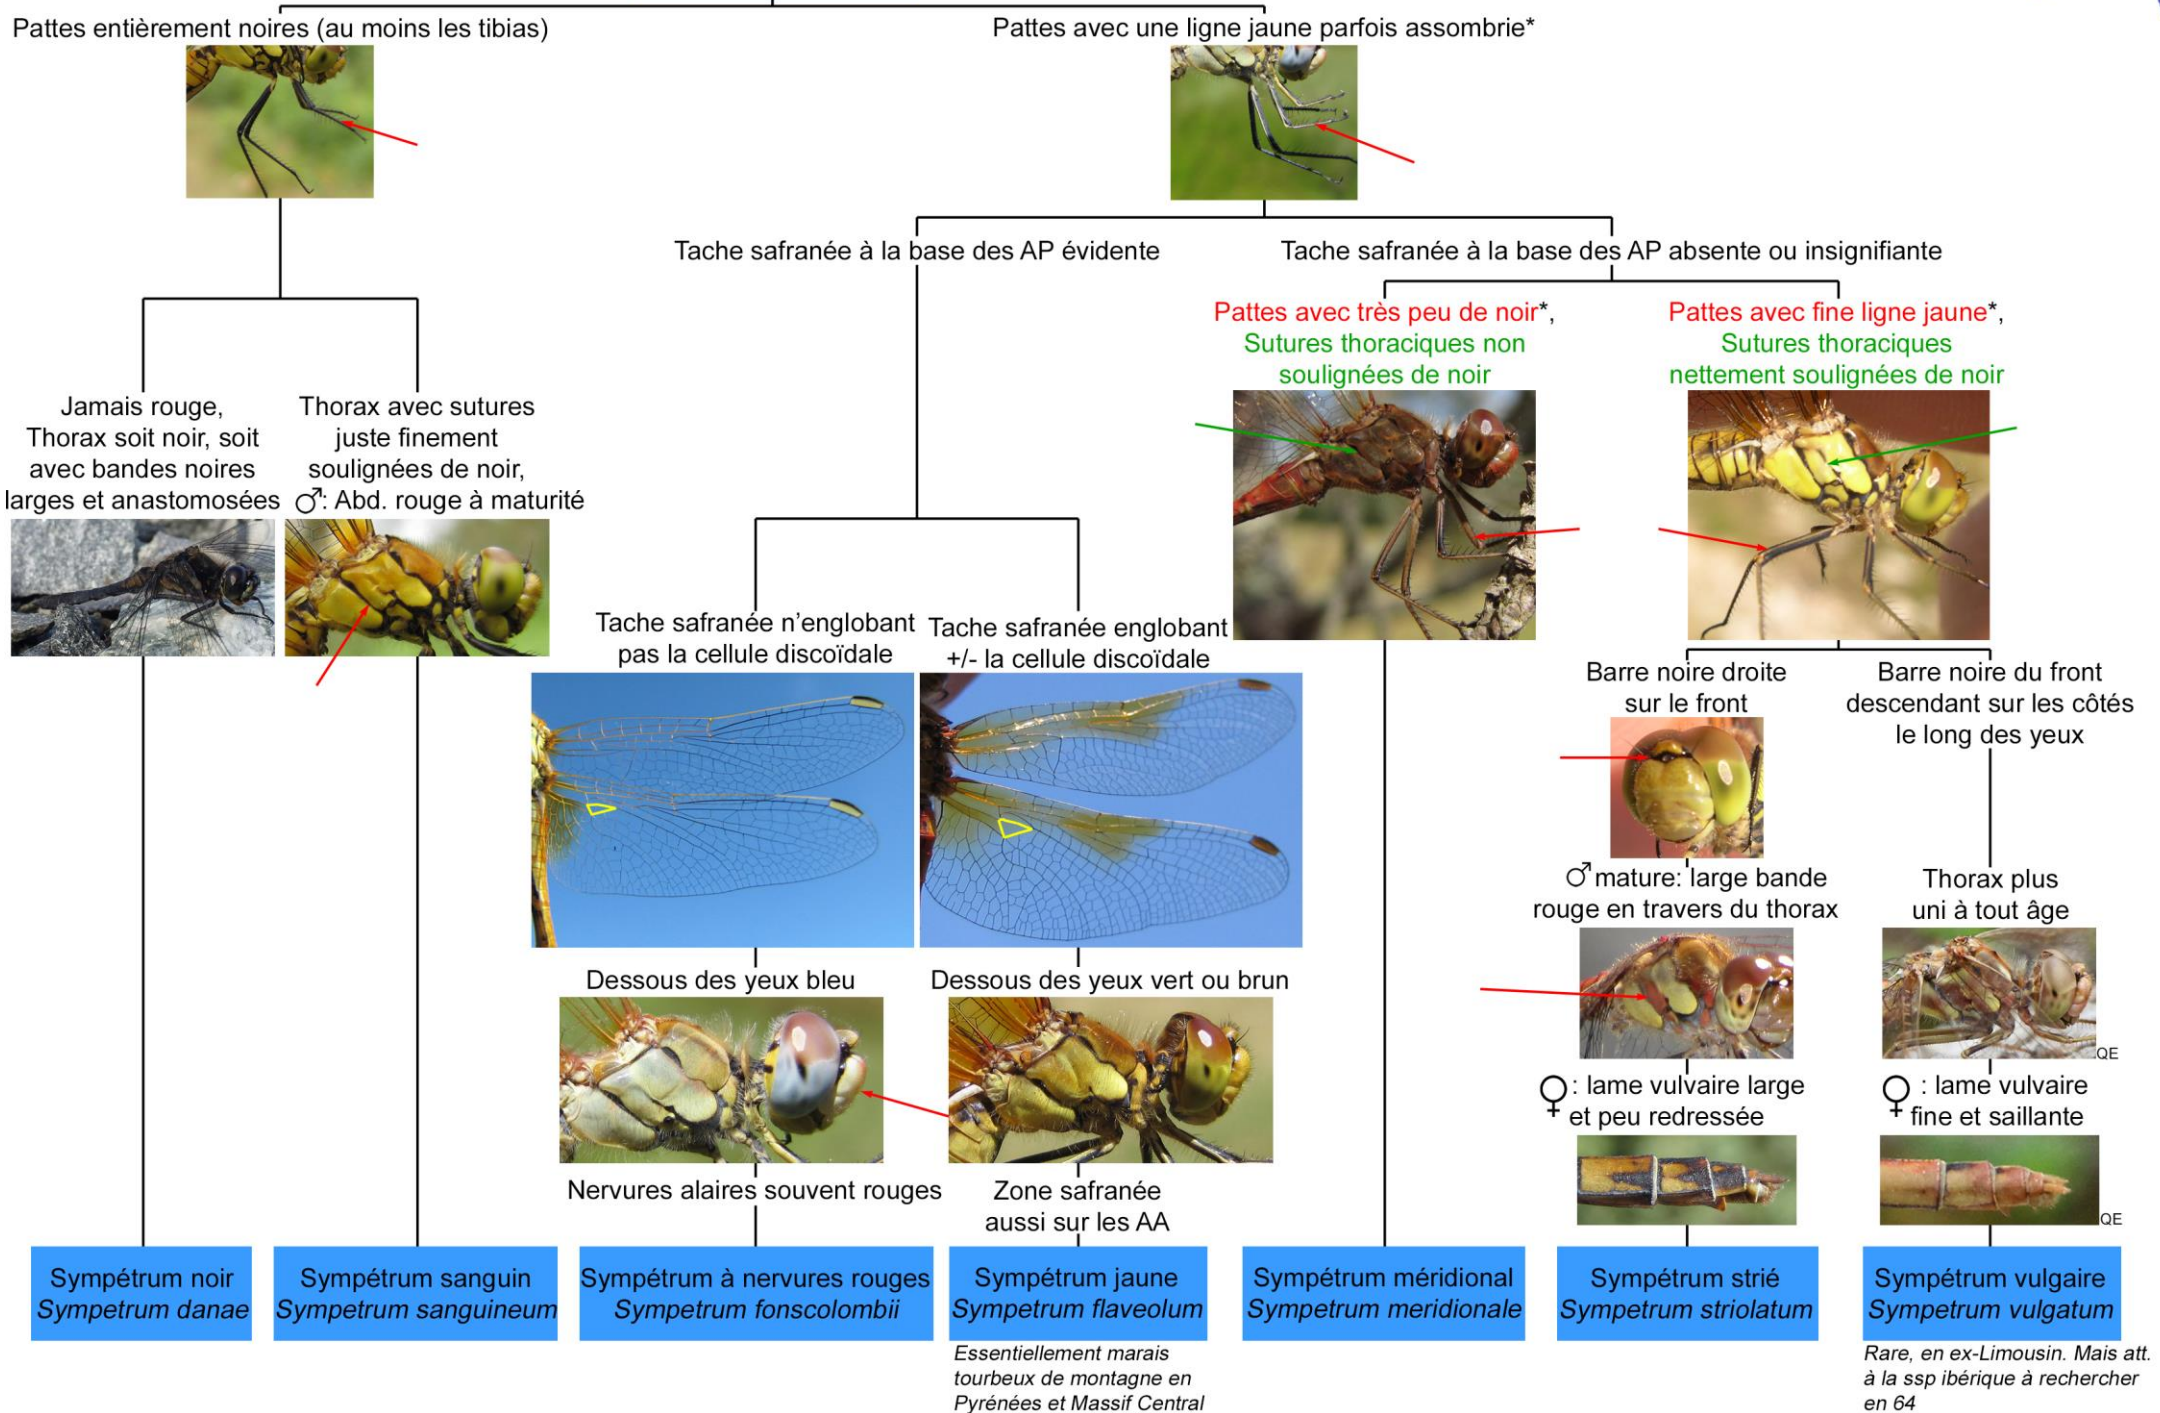 Pattes entièrement noires (au moins les tibias)
Pattes avec une ligne jaune parfois assombrie*
Tache safranée à la base des AP évidente
Tache safranée à la base des AP absente ou insignifiante
Pattes avec très peu de noir*,
Sutures thoraciques non
soulignées de noir
Pattes avec fine ligne jaune*,
Sutures thoraciques
nettement soulignées de noir
Jamais rouge,
Thorax soit noir, soit
avec bandes noires
larges et anastomosées
Thorax avec sutures
juste finement
soulignées de noir,
♂: Abd. rouge à maturité
Tache safranée n'englobant
pas la cellule discoïdale
Tache safranée englobant
+/- la cellule discoïdale
Barre noire droite
sur le front
Barre noire du front
descendant sur les côtés
le long des yeux
♂ mature: large bande
rouge en travers du thorax
Thorax plus
uni à tout âge
Dessous des yeux bleu
Dessous des yeux vert ou brun
QE
♀ : lame vulvaire large
et peu redressée
♀ : lame vulvaire
fine et saillante
QE
Nervures alaires souvent rouges
Zone safranée
aussi sur les AA
Sympétrum noir
Sympetrum danae
Sympétrum sanguin
Sympetrum sanguineum
Sympétrum à nervures rouges
Sympetrum fonscolombii
Sympétrum jaune
Sympetrum flaveolum
Sympétrum méridional
Sympetrum meridionale
Sympétrum strié
Sympetrum striolatum
Sympétrum vulgaire
Sympetrum vulgatum
Essentiellement marais
tourbeux de montagne en
Pyrénées et Massif Central
Rare, en ex-Limousin. Mais att.
à la ssp ibérique à rechercher
en 64